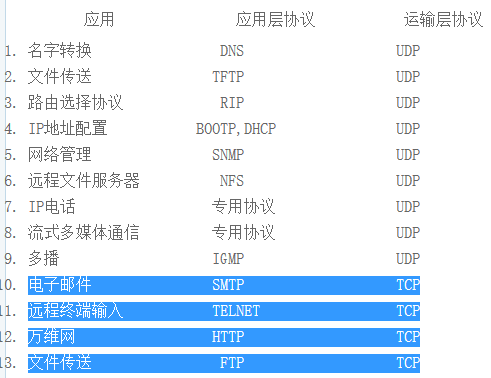 应用 应用层协议 运输层协议
1. 名字转换 DNS UDP
2. 文件传送 TFTP UDP
3. 路由选择协议 RIP UDP
4. IP地址配置 BOOTP,DHCP UDP
5. 网络管理 SNMP UDP
6. 远程文件服务器 NFS UDP
7. IP电话 专用协议 UDP
8. 流式多媒体通信 专用协议 UDP
9. 多播 IGMP UDP
10. 电子邮件 SMTP TCP
11. 远程终端输入 TELNET TCP
12. 万维网 HTTP TCP
13. 文件传送 FTP TCP